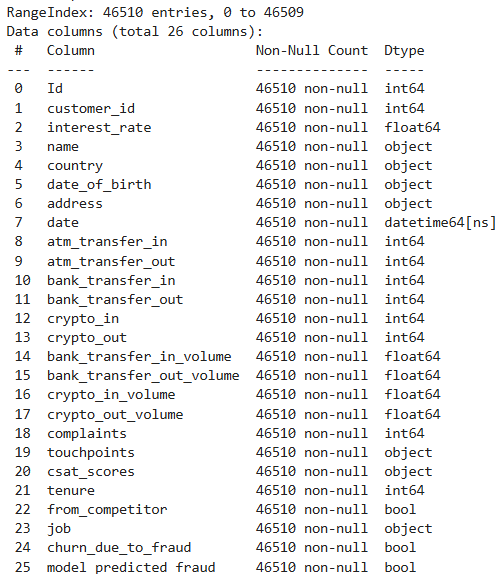 RangeIndex: 46510 entries, 0 to 46509
Data columns (total 26 columns):
 #   Column                    Non-Null Count  Dtype
---  ------                    --------------  -----
 0   Id                        46510 non-null  int64
 1   customer_id               46510 non-null  int64
 2   interest_rate             46510 non-null  float64
 3   name                      46510 non-null  object
 4   country                   46510 non-null  object
 5   date_of_birth             46510 non-null  object
 6   address                   46510 non-null  object
 7   date                      46510 non-null  datetime64[ns]
 8   atm_transfer_in           46510 non-null  int64
 9   atm_transfer_out          46510 non-null  int64
 10  bank_transfer_in          46510 non-null  int64
 11  bank_transfer_out         46510 non-null  int64
 12  crypto_in                 46510 non-null  int64
 13  crypto_out                46510 non-null  int64
 14  bank_transfer_in_volume   46510 non-null  float64
 15  bank_transfer_out_volume  46510 non-null  float64
 16  crypto_in_volume          46510 non-null  float64
 17  crypto_out_volume         46510 non-null  float64
 18  complaints                46510 non-null  int64
 19  touchpoints               46510 non-null  object
 20  csat_scores               46510 non-null  object
 21  tenure                    46510 non-null  int64
 22  from_competitor           46510 non-null  bool
 23  job                       46510 non-null  object
 24  churn_due_to_fraud        46510 non-null  bool
 25  model_predicted_fraud     46510 non-null  bool